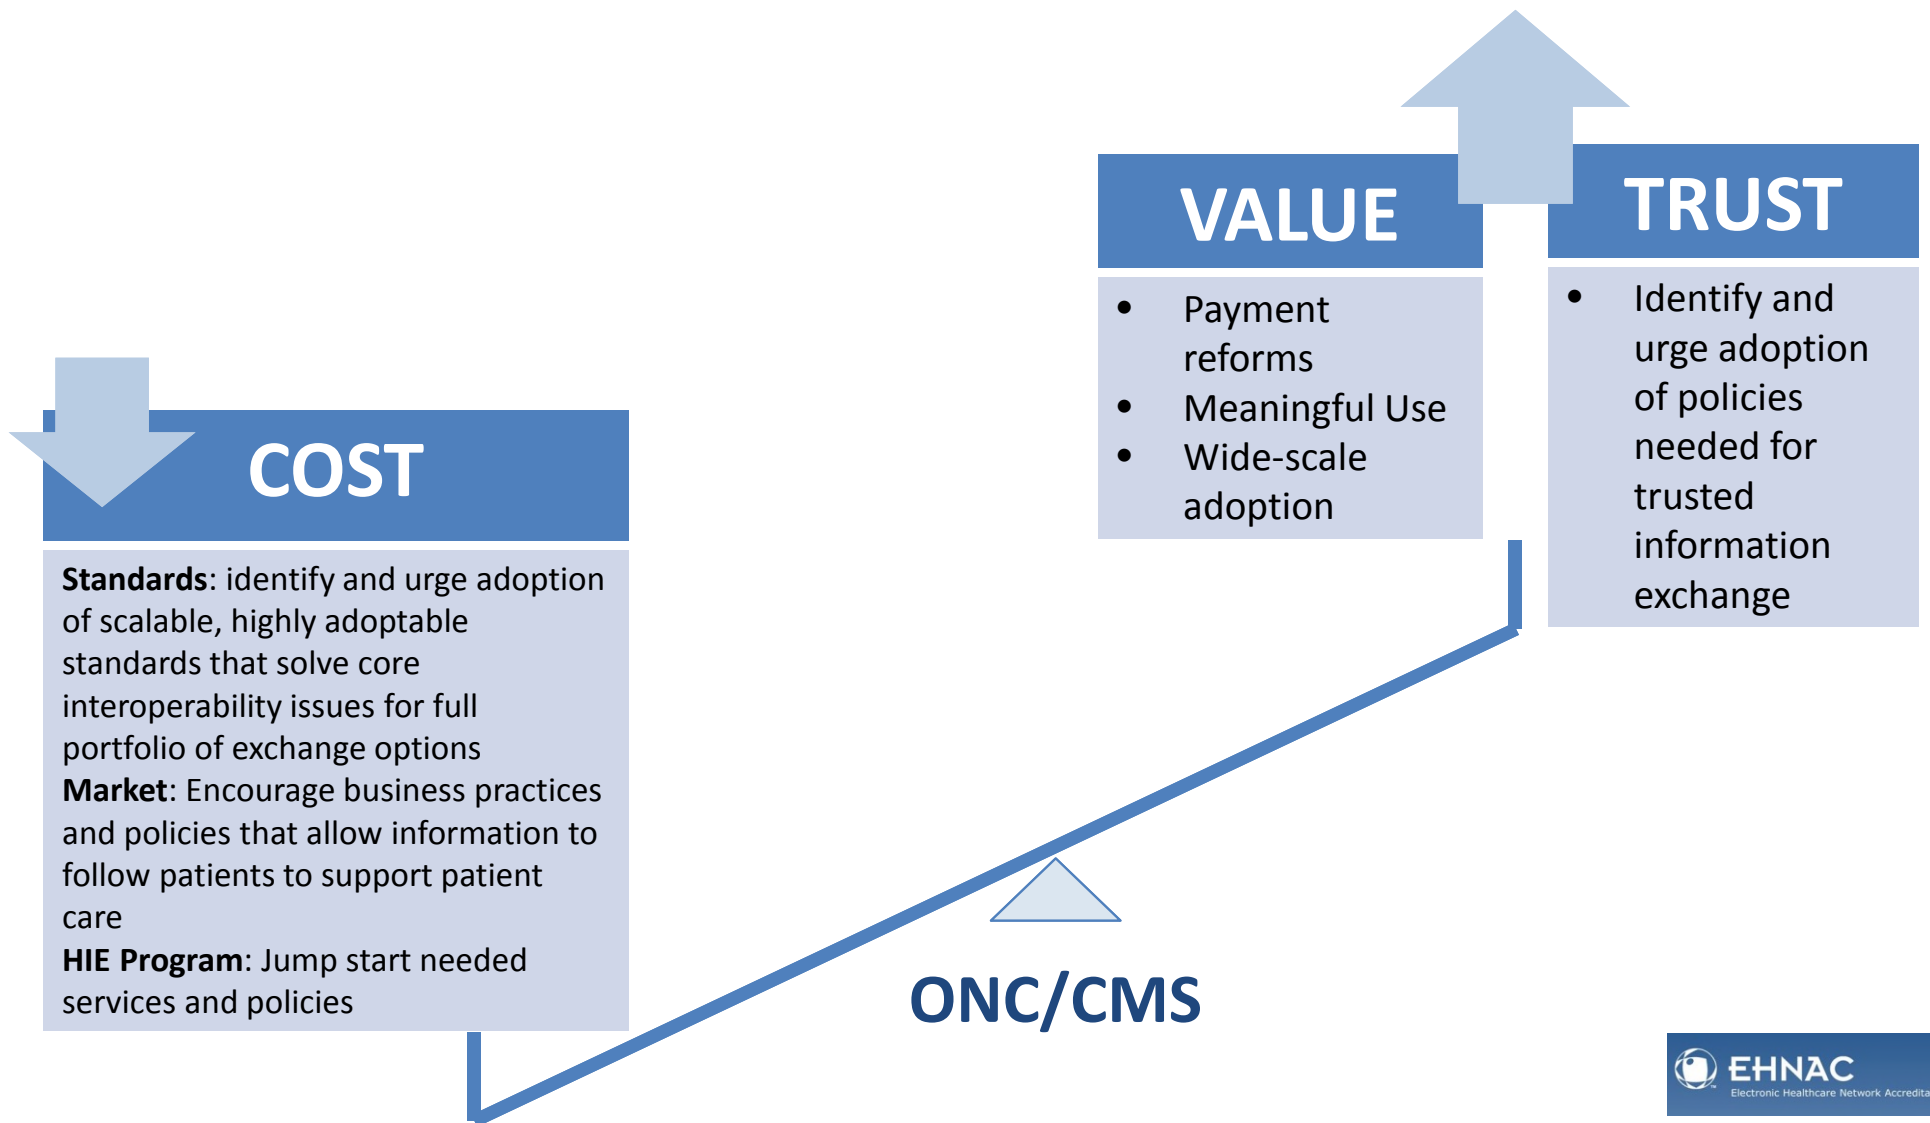 VALUE
TRUST
• Payment
reforms
• Meaningful Use
• Wide-scale
adoption
• Identify and
urge adoption
of policies
needed for
trusted
information
exchange
COST
Standards: identify and urge adoption
of scalable, highly adoptable
standards that solve core
interoperability issues for full
portfolio of exchange options
Market: Encourage business practices
and policies that allow information to
follow patients to support patient
care
HIE Program: Jump start needed
services and policies
ONC/CMS
EHNAC
Electronic Healthcare Network Accredita